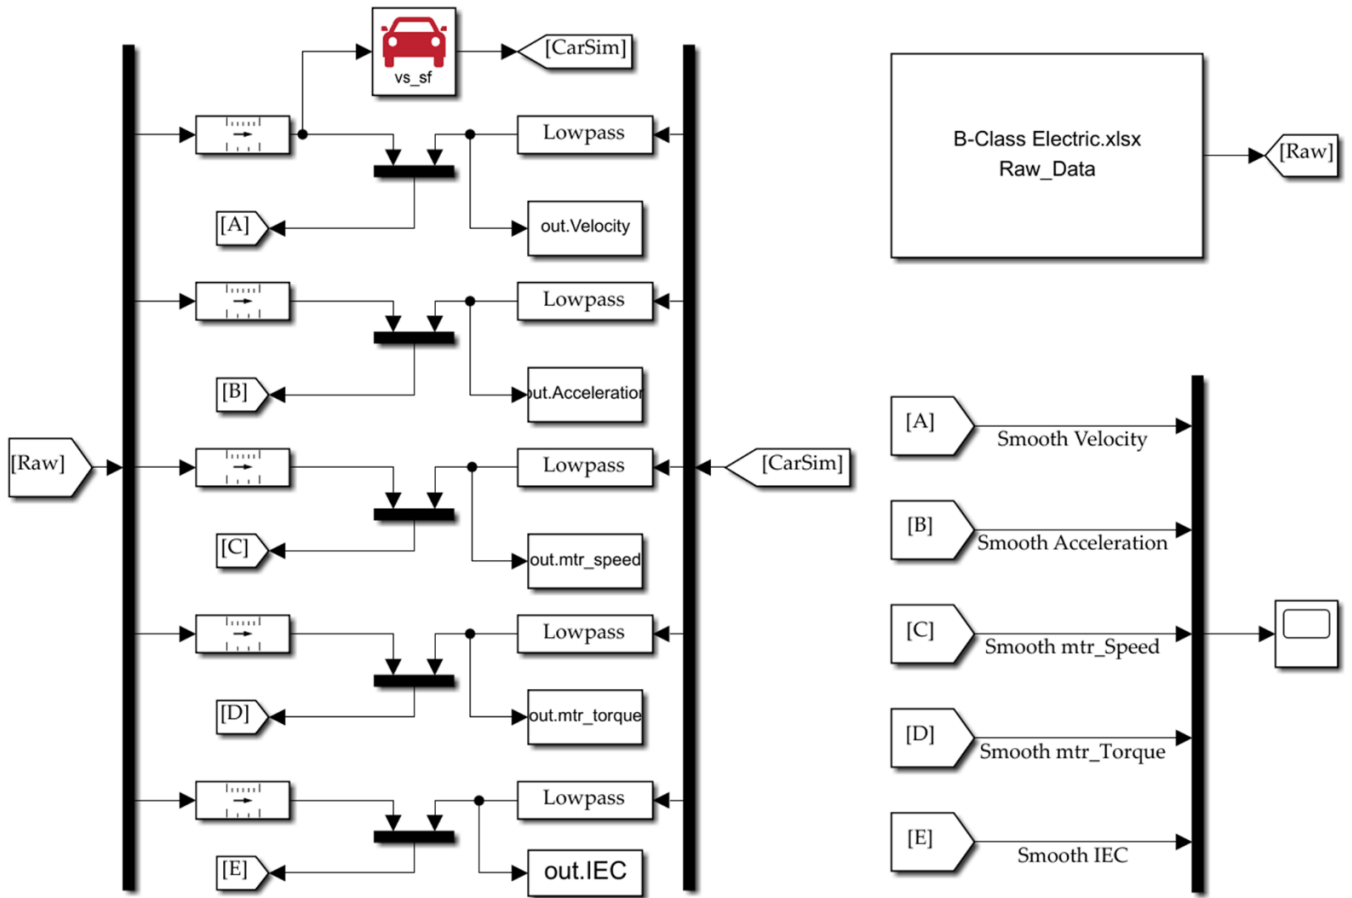 [CarSim]
vs_sf
Lowpass
[A]
out.Velocity
Lowpass
[B]
out.Acceleration
[Raw]
Lowpass
[CarSim]
[C]
out.mtr_speed
Lowpass
[D]
out.mtr_torque
Lowpass
[E]
out.IEC
B-Class Electric.xlsx
Raw_Data
[Raw]
[A]
Smooth Velocity
[B]
Smooth Acceleration
[C]
Smooth mtr_Speed
[D]
Smooth mtr_Torque
[E]
Smooth IEC